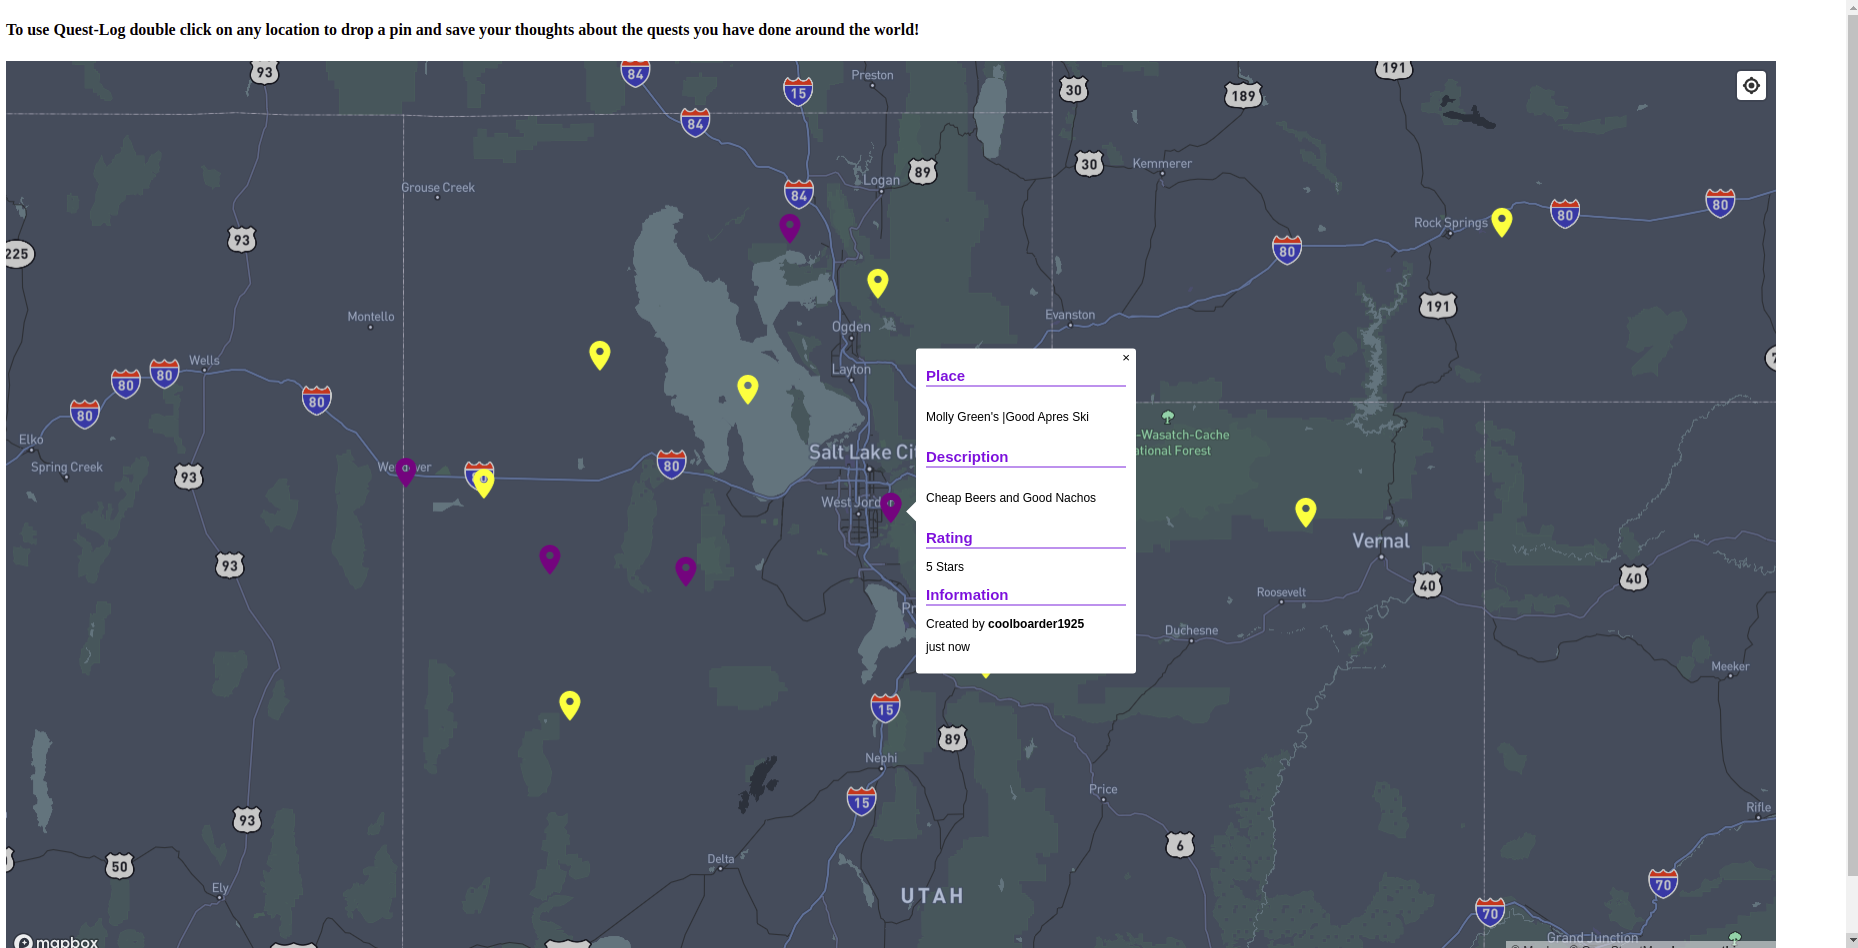 To use Quest-Log double click on any location to drop a pin and save your thoughts about the quests you have done around the world!
93
84
15
Preston
30
189
191
84
30
Kemmerer
89
Logan
84
Grouse Creek
80
80
Rock Springs
93
225
80
191
Montello
Ogden
Evanston
Wells
80
80
80
80
Layton
×
Place
Molly Green's |Good Apres Ski
Description
Cheap Beers and Good Nachos
Rating
5 Stars
Information
Created by coolboarder1925
just now
-Wasatch-Cache
ational Forest
Elko
Spring Creek
93
80
Salt Lake Cit
West Jord
Vernal
93
40
40
Roosevelt
Duchesne
Meeker
15
89
Nephi
15
Price
Rifle
93
6
50
Delta
Ely
UTAH
70
70
Grand Junction
mapbox